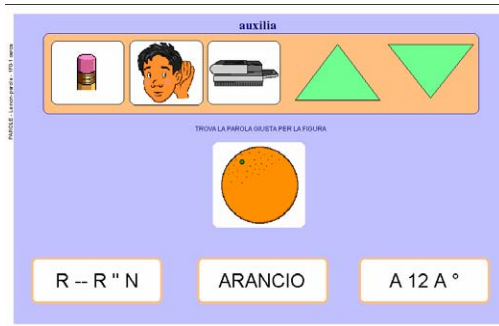 auxilia
TROVA LA PAROLA GIUSTA PER LA FIGURA
R -- R " N
ARANCIO
A 12 A °